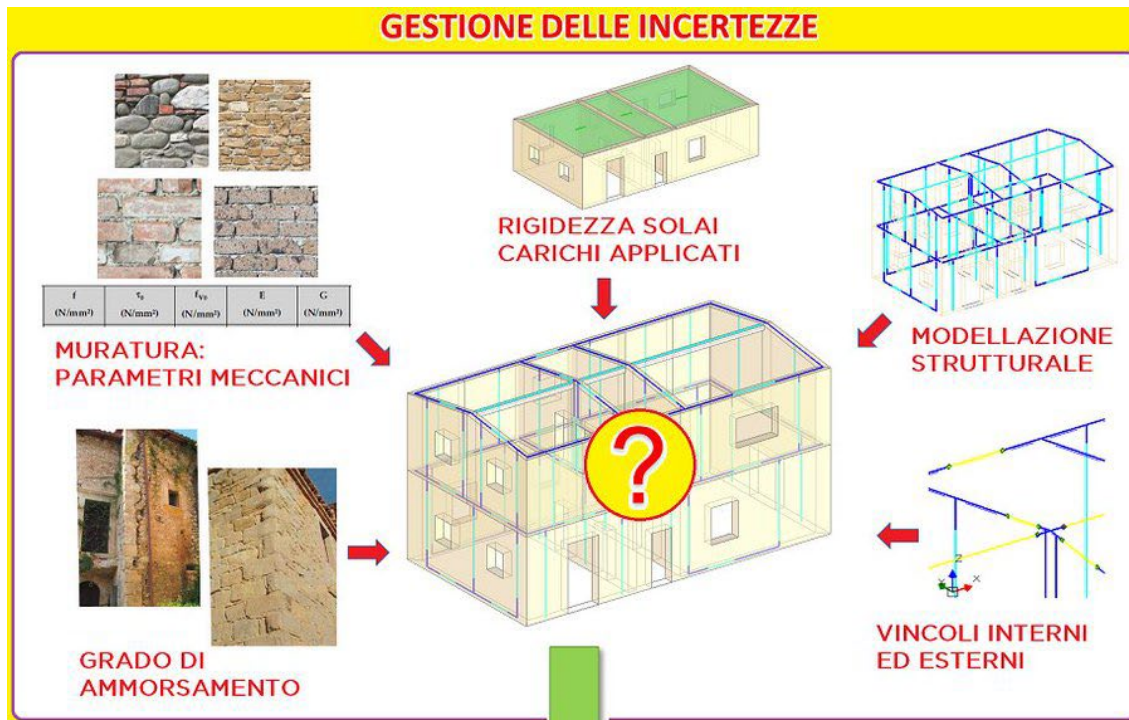 GESTIONE DELLE INCERTEZZE
RIGIDEZZA SOLAI
CARICHI APPLICATI
f τ₀ fV₀ E G
(N/mm²) (N/mm²) (N/mm²) (N/mm²) (N/mm²)
MURATURA:
PARAMETRI MECCANICI
MODELLAZIONE
STRUTTURALE
?
GRADO DI
AMMORSAMENTO
Z
X
VINCOLI INTERNI
ED ESTERNI